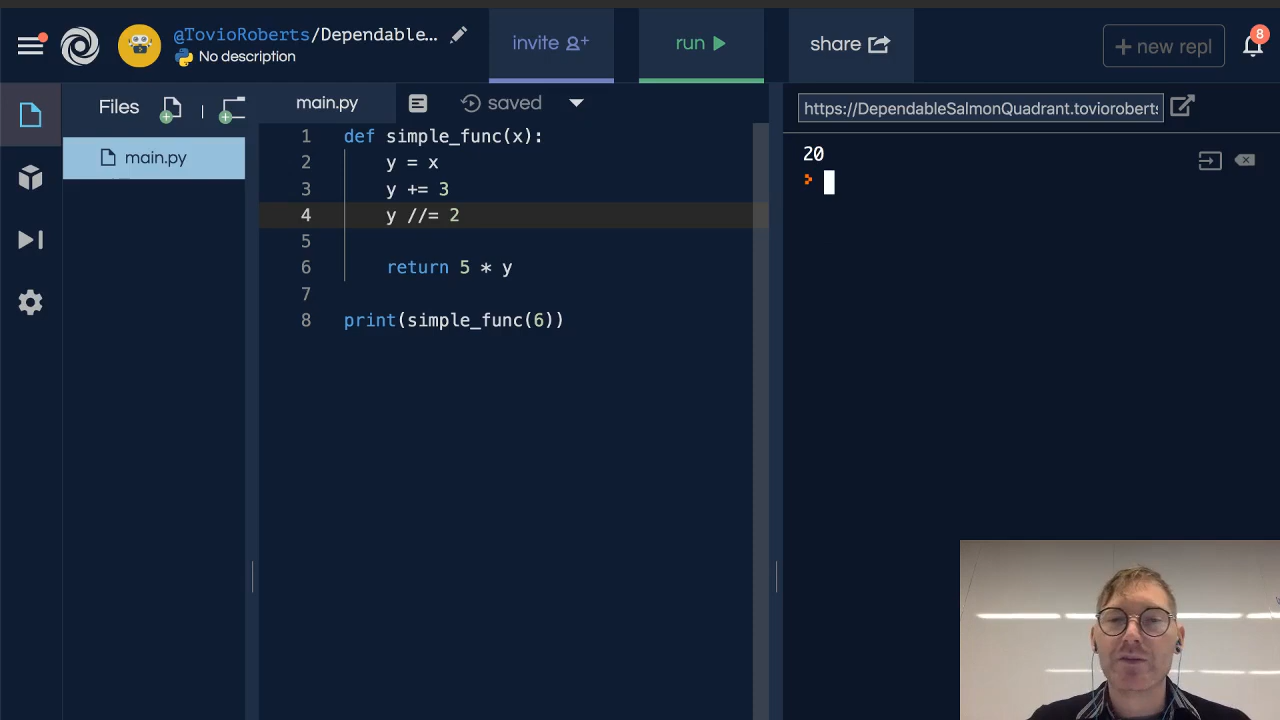 @TovioRoberts/Dependable...
No description
invite
run
share
+ new repl
8
Files
main.py
main.py
saved
https://DependableSalmonQuadrant.tovioroberts
1 def simple_func(x):
2 y = x
3 y += 3
4 y //= 2
5
6 return 5 * y
7
8 print(simple_func(6))
20